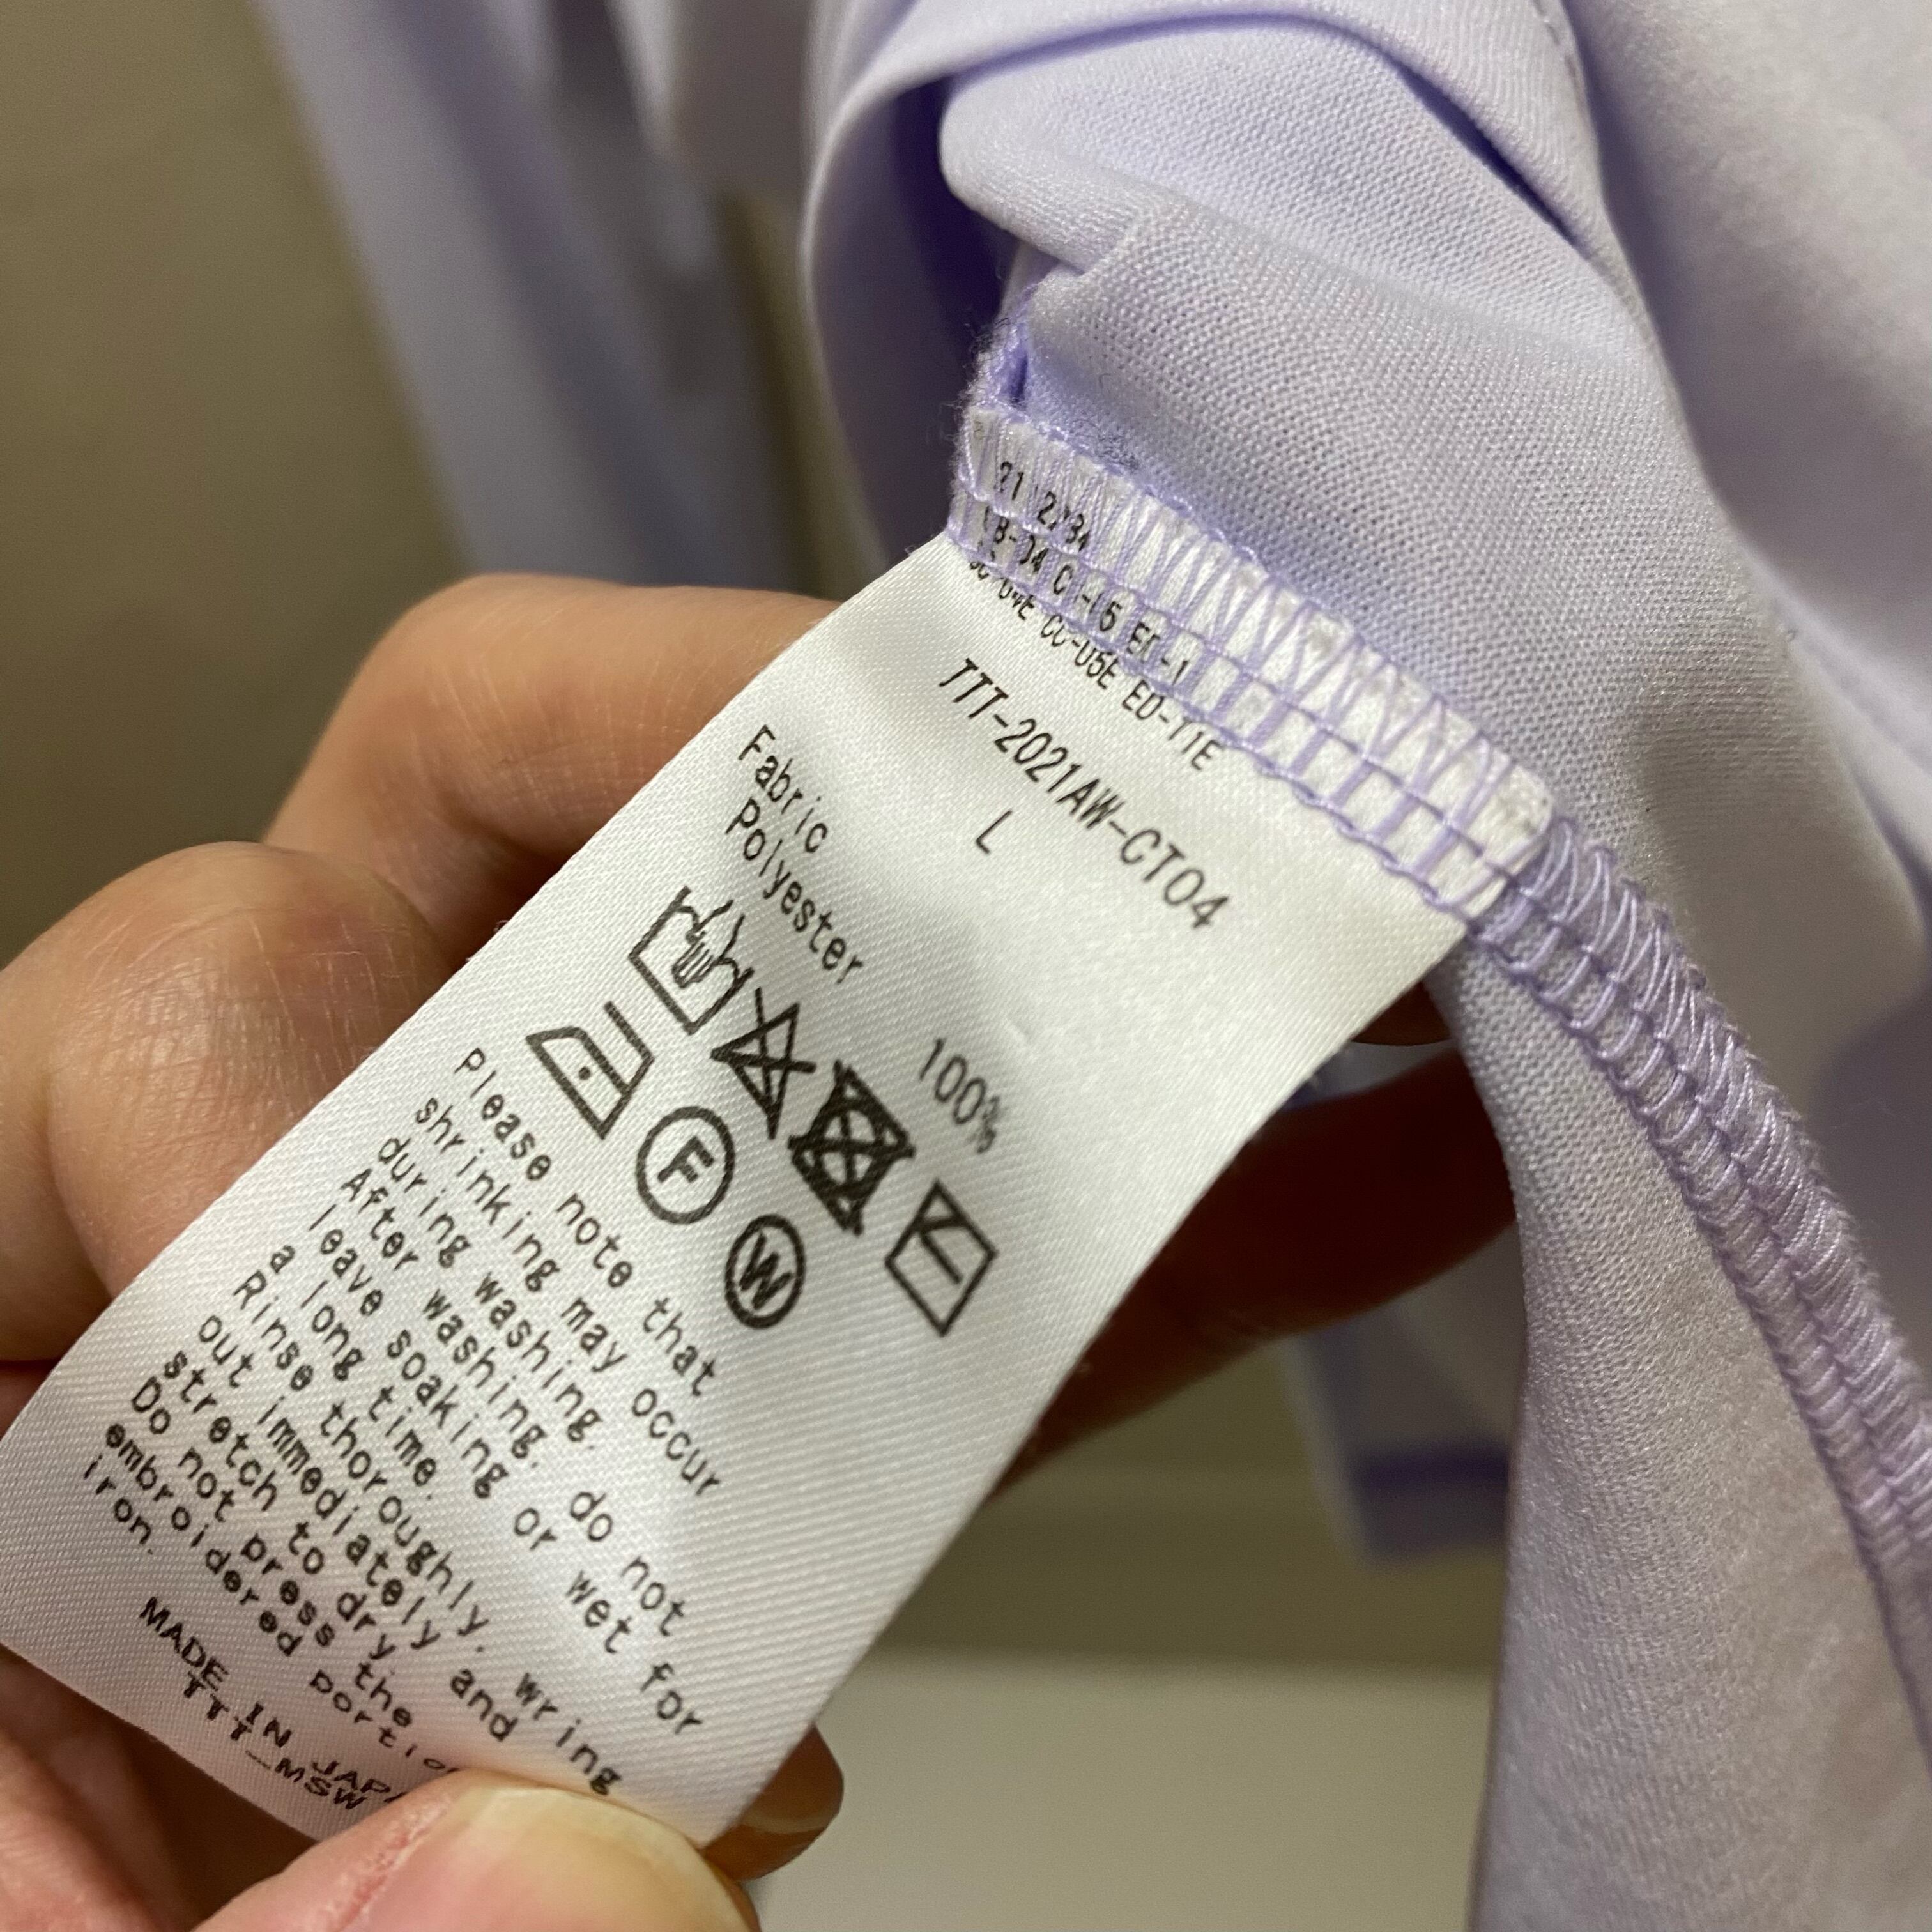 TTT-2021AW-CT04
L
Fabric
Polyester 100%
F
W
Please note that
shrinking may occur
during washing.
After washing, do not
leave soaking or wet for
a long time.
Rinse thoroughly. Wring
out immediately and
stretch to dry.
Do not press the
embroidered
iron.
MADE IN
TTT_MSW